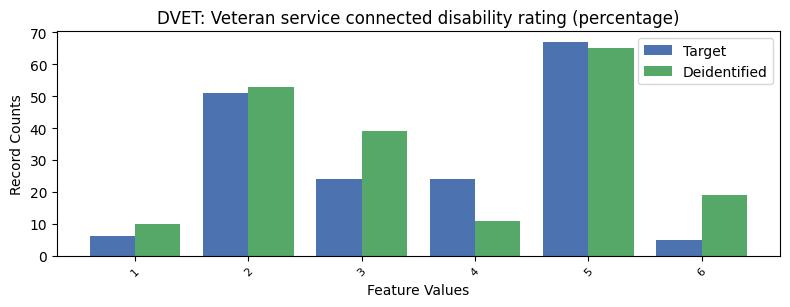 DVET: Veteran service connected disability rating (percentage)
Target
Deidentified
Record Counts
70
60
50
40
30
20
10
0
1 2 3 4 5 6
Feature Values